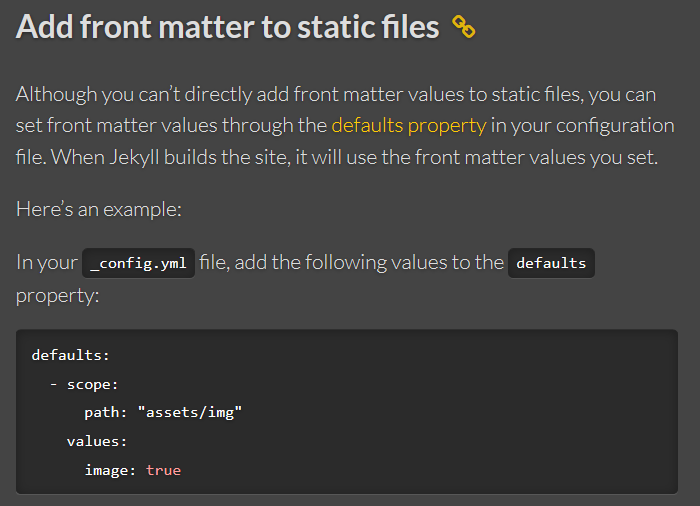 Add front matter to static files
Although you can’t directly add front matter values to static files, you can
set front matter values through the defaults property in your configuration
file. When Jekyll builds the site, it will use the front matter values you set.
Here’s an example:
In your _config.yml file, add the following values to the defaults
property:
defaults:
  - scope:
      path: "assets/img"
    values:
      image: true